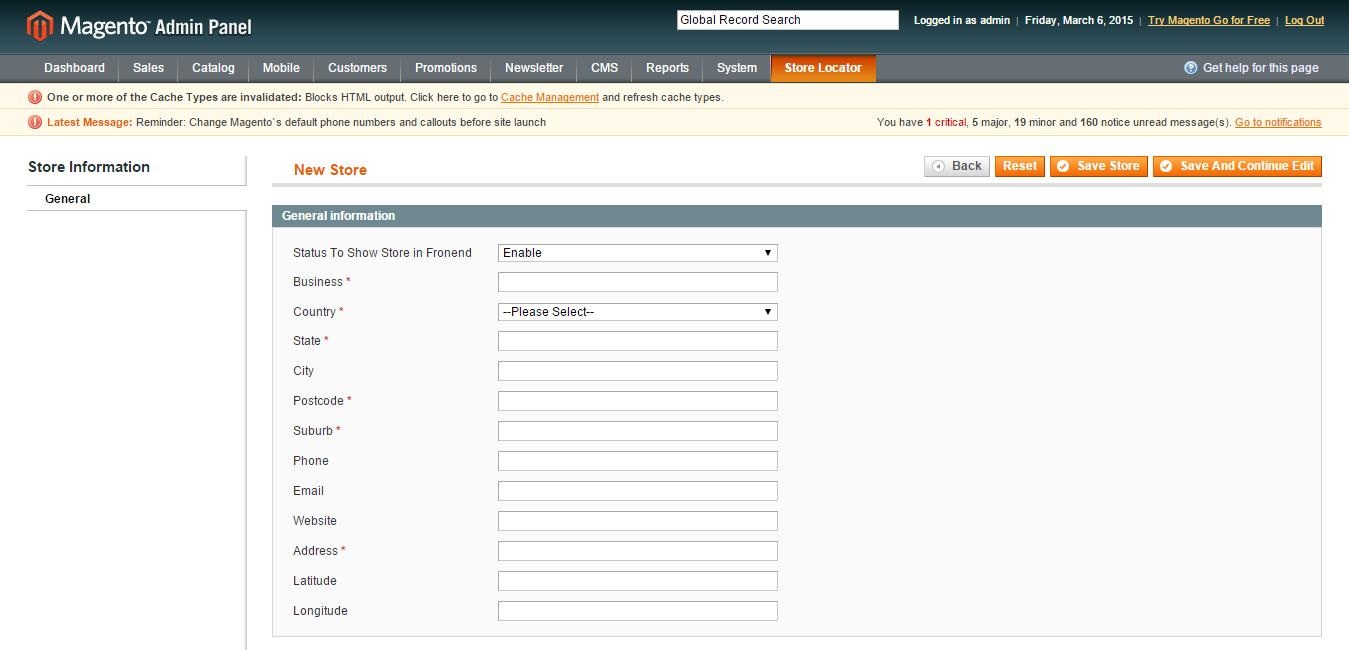 Magento™ Admin Panel
Global Record Search
Logged in as admin | Friday, March 6, 2015 | Try Magento Go for Free | Log Out
Dashboard Sales Catalog Mobile Customers Promotions Newsletter CMS Reports System Store Locator Get help for this page
One or more of the Cache Types are invalidated: Blocks HTML output. Click here to go to Cache Management and refresh cache types.
Latest Message: Reminder: Change Magento`s default phone numbers and callouts before site launch You have 1 critical, 5 major, 19 minor and 160 notice unread message(s). Go to notifications
Store Information
General
New Store Back Reset Save Store Save And Continue Edit
General information
Status To Show Store in Fronend Enable
Business *
Country * --Please Select--
State *
City
Postcode *
Suburb *
Phone
Email
Website
Address *
Latitude
Longitude